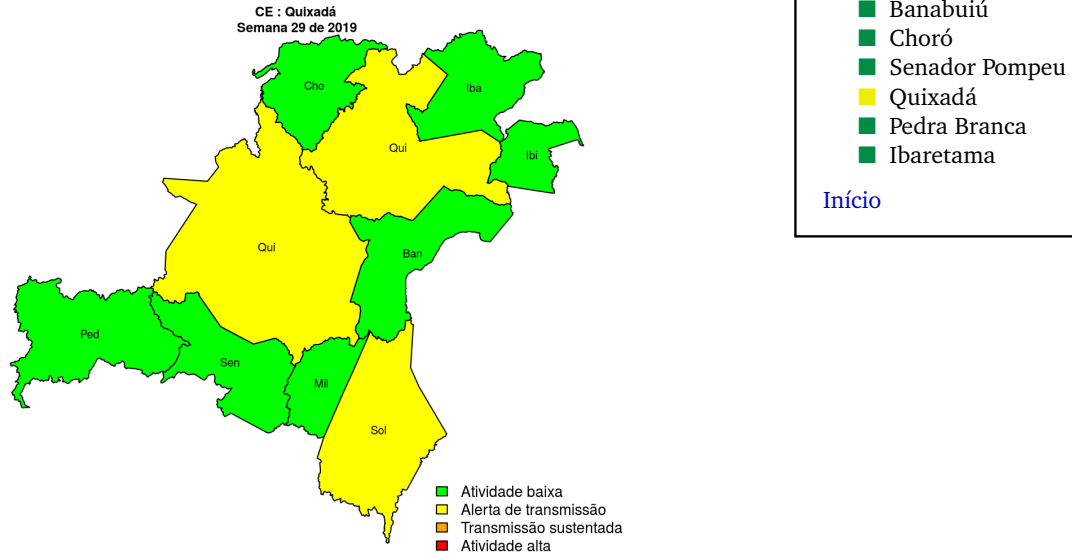 CE : Quixadá
Semana 29 de 2019
Cho
Iba
Qui
Ibi
Qui
Ban
Ped
Sen
Mil
Sol
Atividade baixa
Alerta de transmissão
Transmissão sustentada
Atividade alta
Banabuiú
Choró
Senador Pompeu
Quixadá
Pedra Branca
Ibaretama
Início